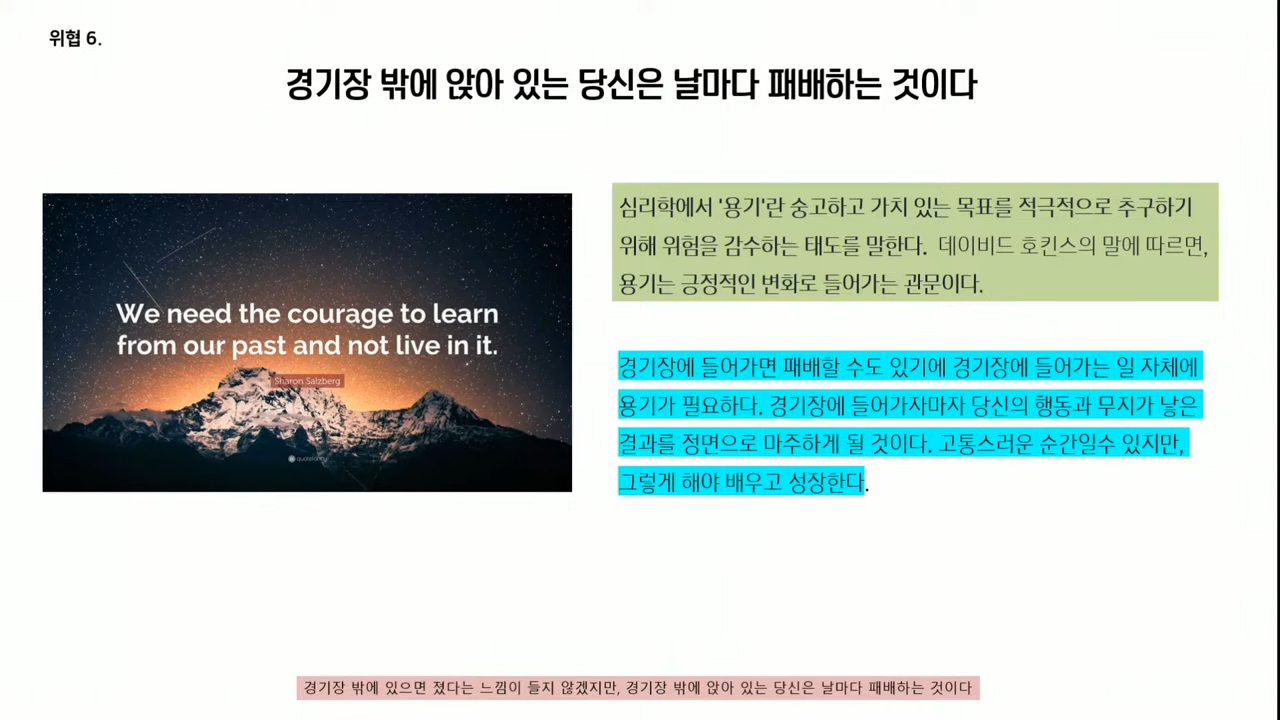 위협 6.
경기장 밖에 앉아 있는 당신은 날마다 패배하는 것이다
We need the courage to learn
from our past and not live in it.
Sharon Salzberg
quotefancy
심리학에서 '용기'란 숭고하고 가치 있는 목표를 적극적으로 추구하기
위해 위험을 감수하는 태도를 말한다. 데이비드 호킨스의 말에 따르면,
용기는 긍정적인 변화로 들어가는 관문이다.
경기장에 들어가면 패배할 수도 있기에 경기장에 들어가는 일 자체에
용기가 필요하다. 경기장에 들어가자마자 당신의 행동과 무지가 낳은
결과를 정면으로 마주하게 될 것이다. 고통스러운 순간일수 있지만,
그렇게 해야 배우고 성장한다.
경기장 밖에 있으면 졌다는 느낌이 들지 않겠지만, 경기장 밖에 앉아 있는 당신은 날마다 패배하는 것이다